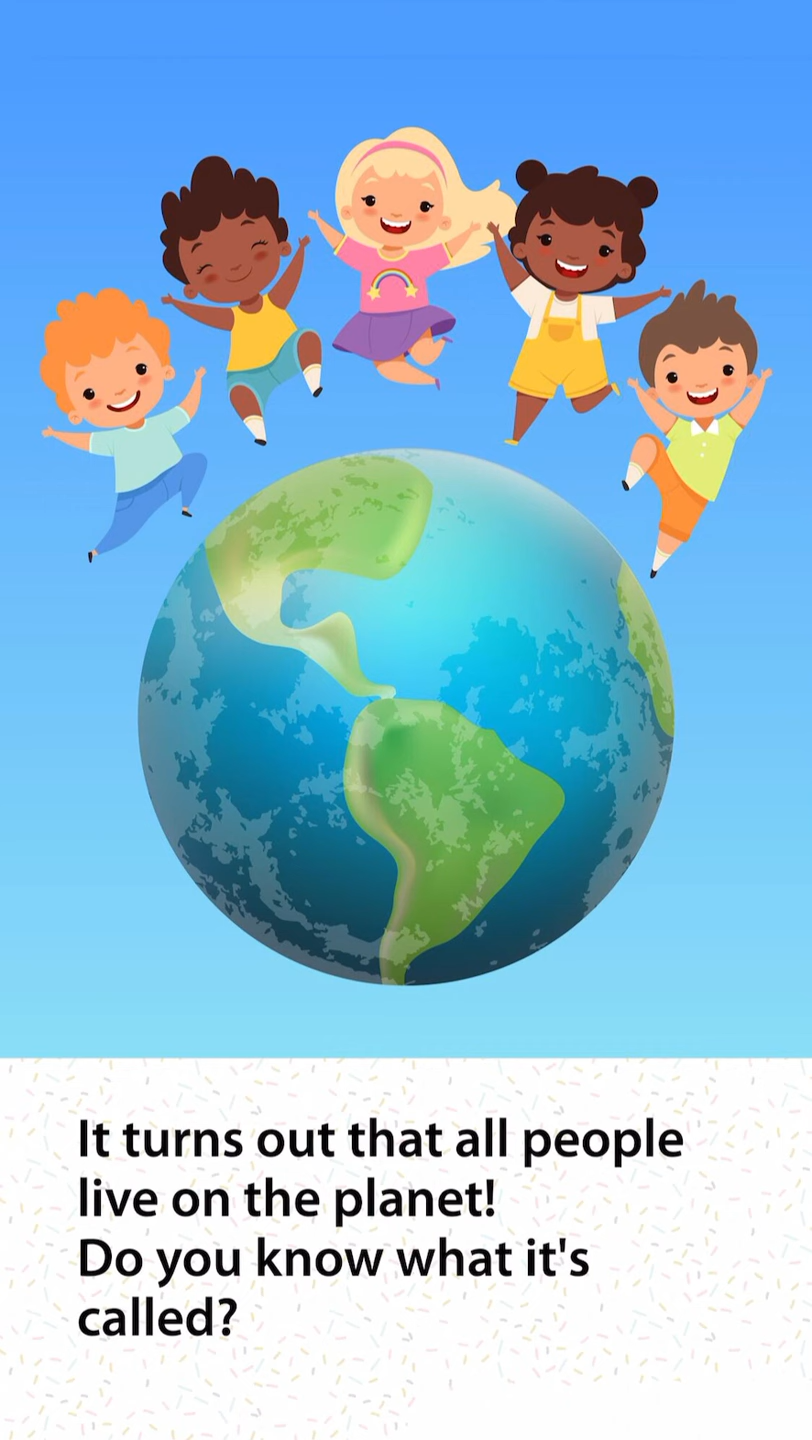 It turns out that all people
live on the planet!
Do you know what it's
called?